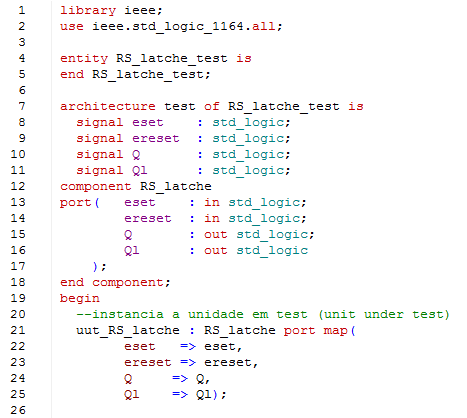 1 library ieee;
2 use ieee.std_logic_1164.all;
3
4 entity RS_latche_test is
5 end RS_latche_test;
6
7 architecture test of RS_latche_test is
8 signal eset : std_logic;
9 signal ereset : std_logic;
10 signal Q : std_logic;
11 signal Ql : std_logic;
12 component RS_latche
13 port( eset : in std_logic;
14 ereset : in std_logic;
15 Q : out std_logic;
16 Ql : out std_logic
17 );
18 end component;
19 begin
20 --instancia a unidade em test (unit under test)
21 uut_RS_latche : RS_latche port map(
22 eset => eset,
23 ereset => ereset,
24 Q => Q,
25 Ql => Ql);
26